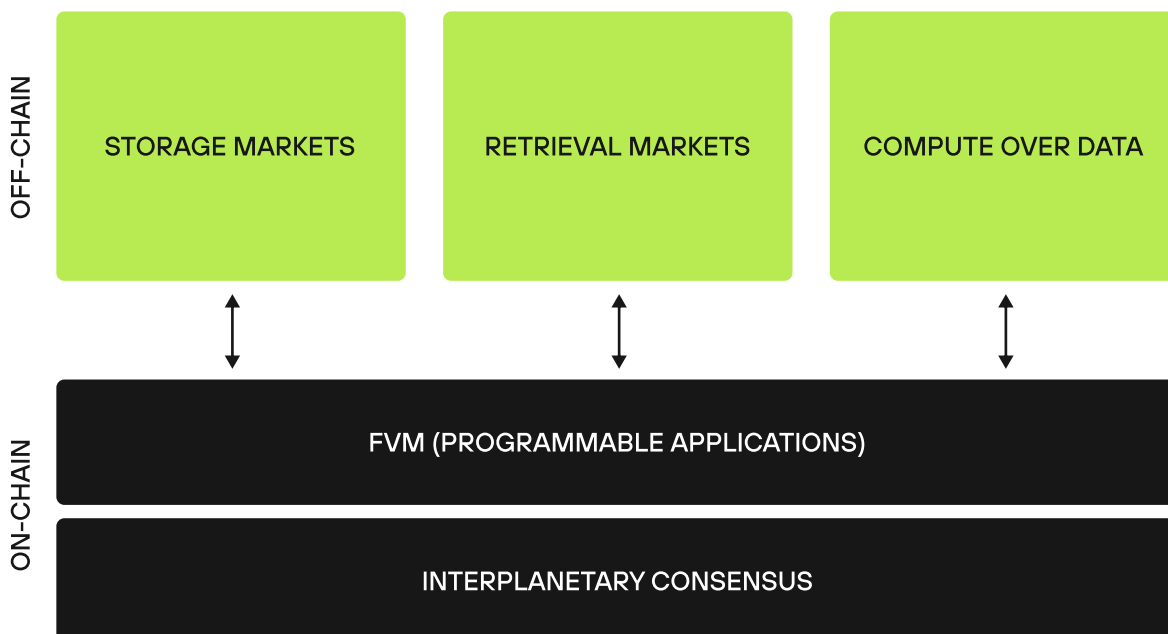 OFF-CHAIN
STORAGE MARKETS
RETRIEVAL MARKETS
COMPUTE OVER DATA
ON-CHAIN
FVM (PROGRAMMABLE APPLICATIONS)
INTERPLANETARY CONSENSUS